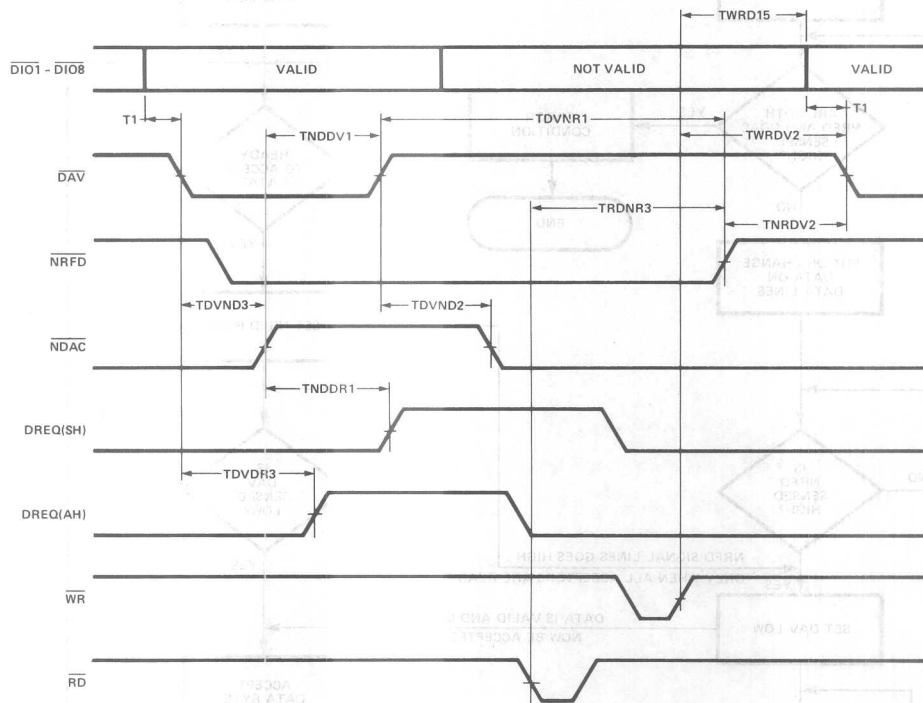 TWRD15
DIO1 - DIO8 VALID NOT VALID VALID
T1 TDVNR1 T1
TNDDV1 TWRDV2
DAV
TRDNR3
TNRDV2
NRFD
TDVND3 TDVND2
NDAC
TNDDR1
DREQ(SH)
TDVDR3
DREQ(AH)
WR
RD